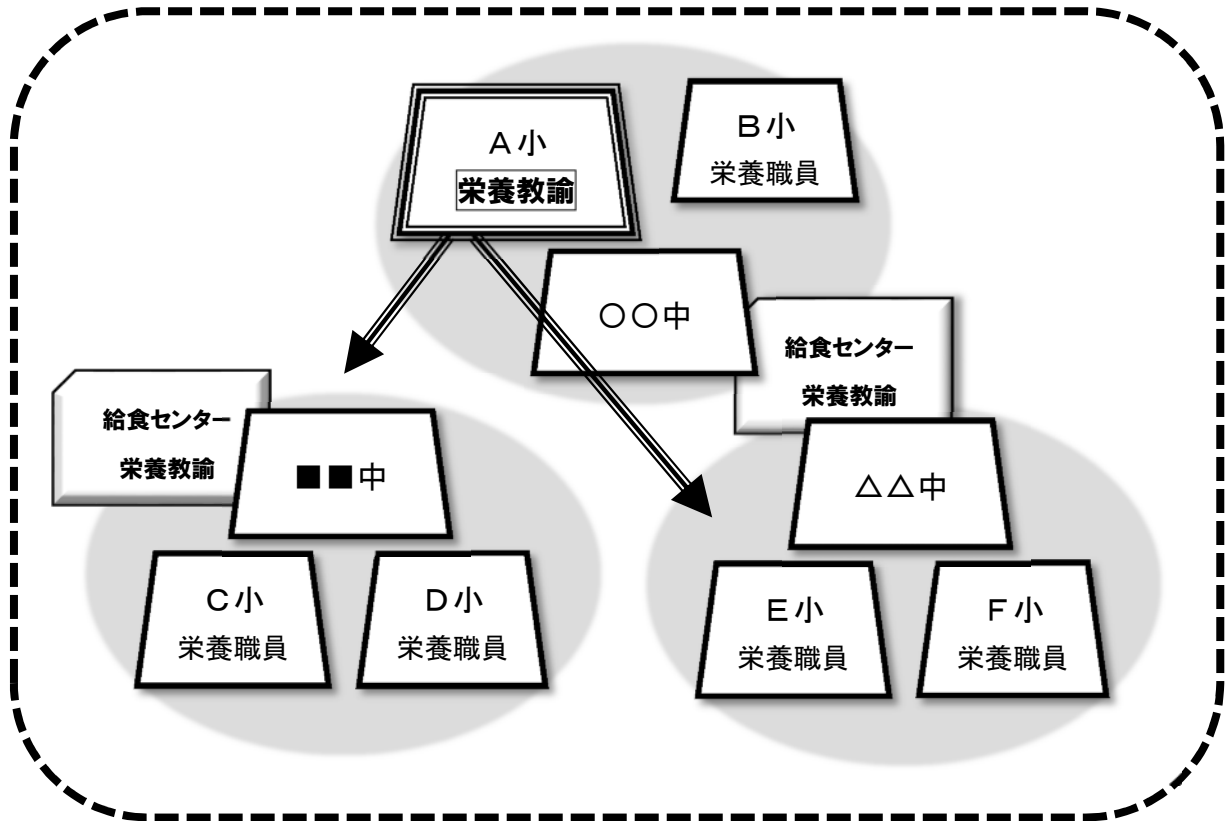 A小
栄養教諭
B小
栄養職員
〇〇中
給食センター
栄養教諭
給食センター
栄養教諭
■■中
△△中
C小
栄養職員
D小
栄養職員
E小
栄養職員
F小
栄養職員